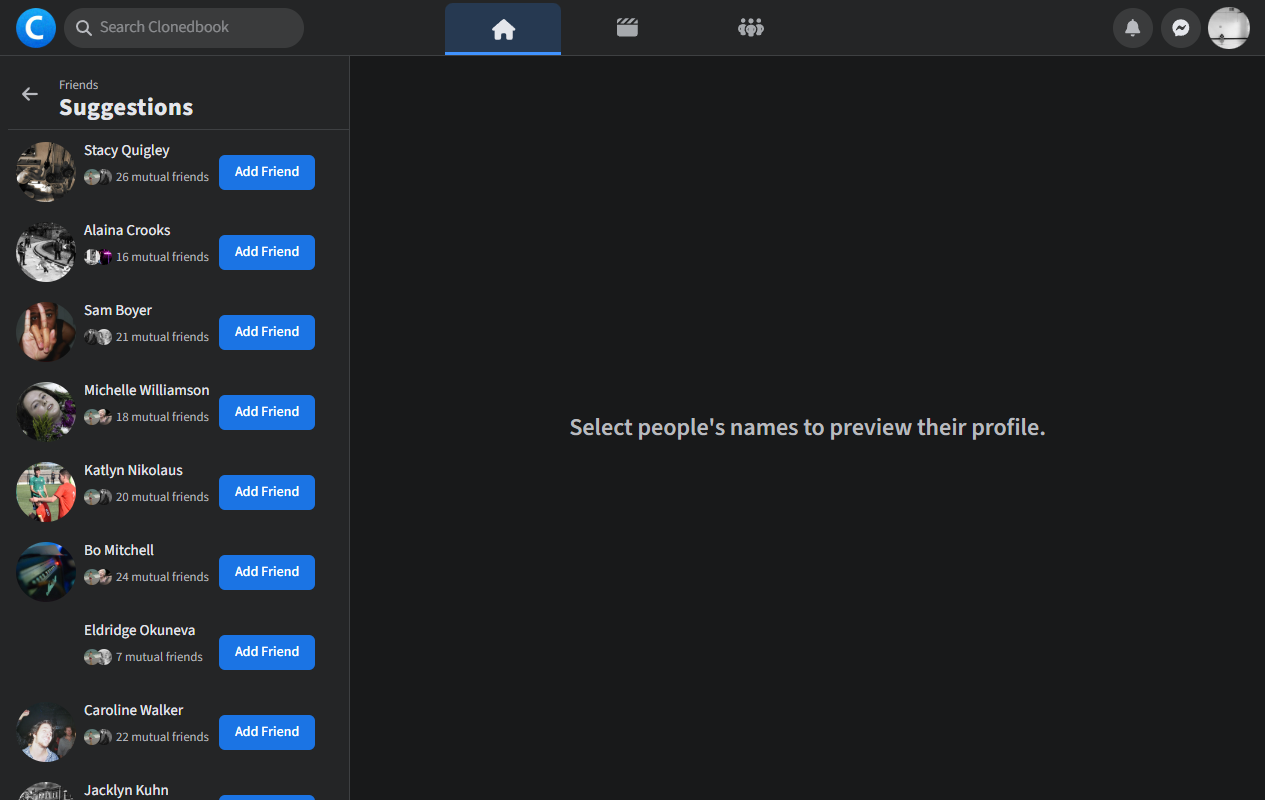 C
Search Clonedbook
Friends
Suggestions
Stacy Quigley
26 mutual friends
Add Friend
Alaina Crooks
16 mutual friends
Add Friend
Sam Boyer
21 mutual friends
Add Friend
Michelle Williamson
18 mutual friends
Add Friend
Katlyn Nikolaus
20 mutual friends
Add Friend
Bo Mitchell
24 mutual friends
Add Friend
Eldridge Okuneva
7 mutual friends
Add Friend
Caroline Walker
22 mutual friends
Add Friend
Jacklyn Kuhn
Select people's names to preview their profile.